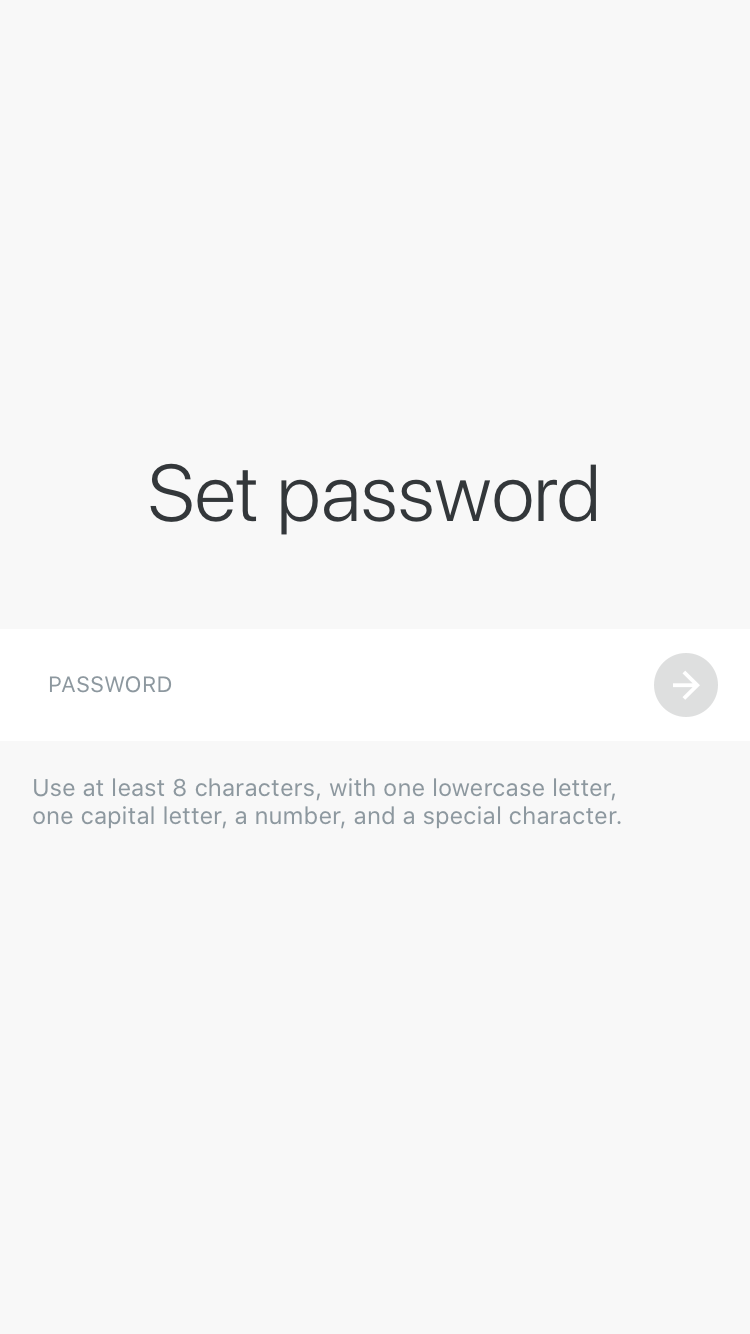 Set password
PASSWORD
Use at least 8 characters, with one lowercase letter,
one capital letter, a number, and a special character.